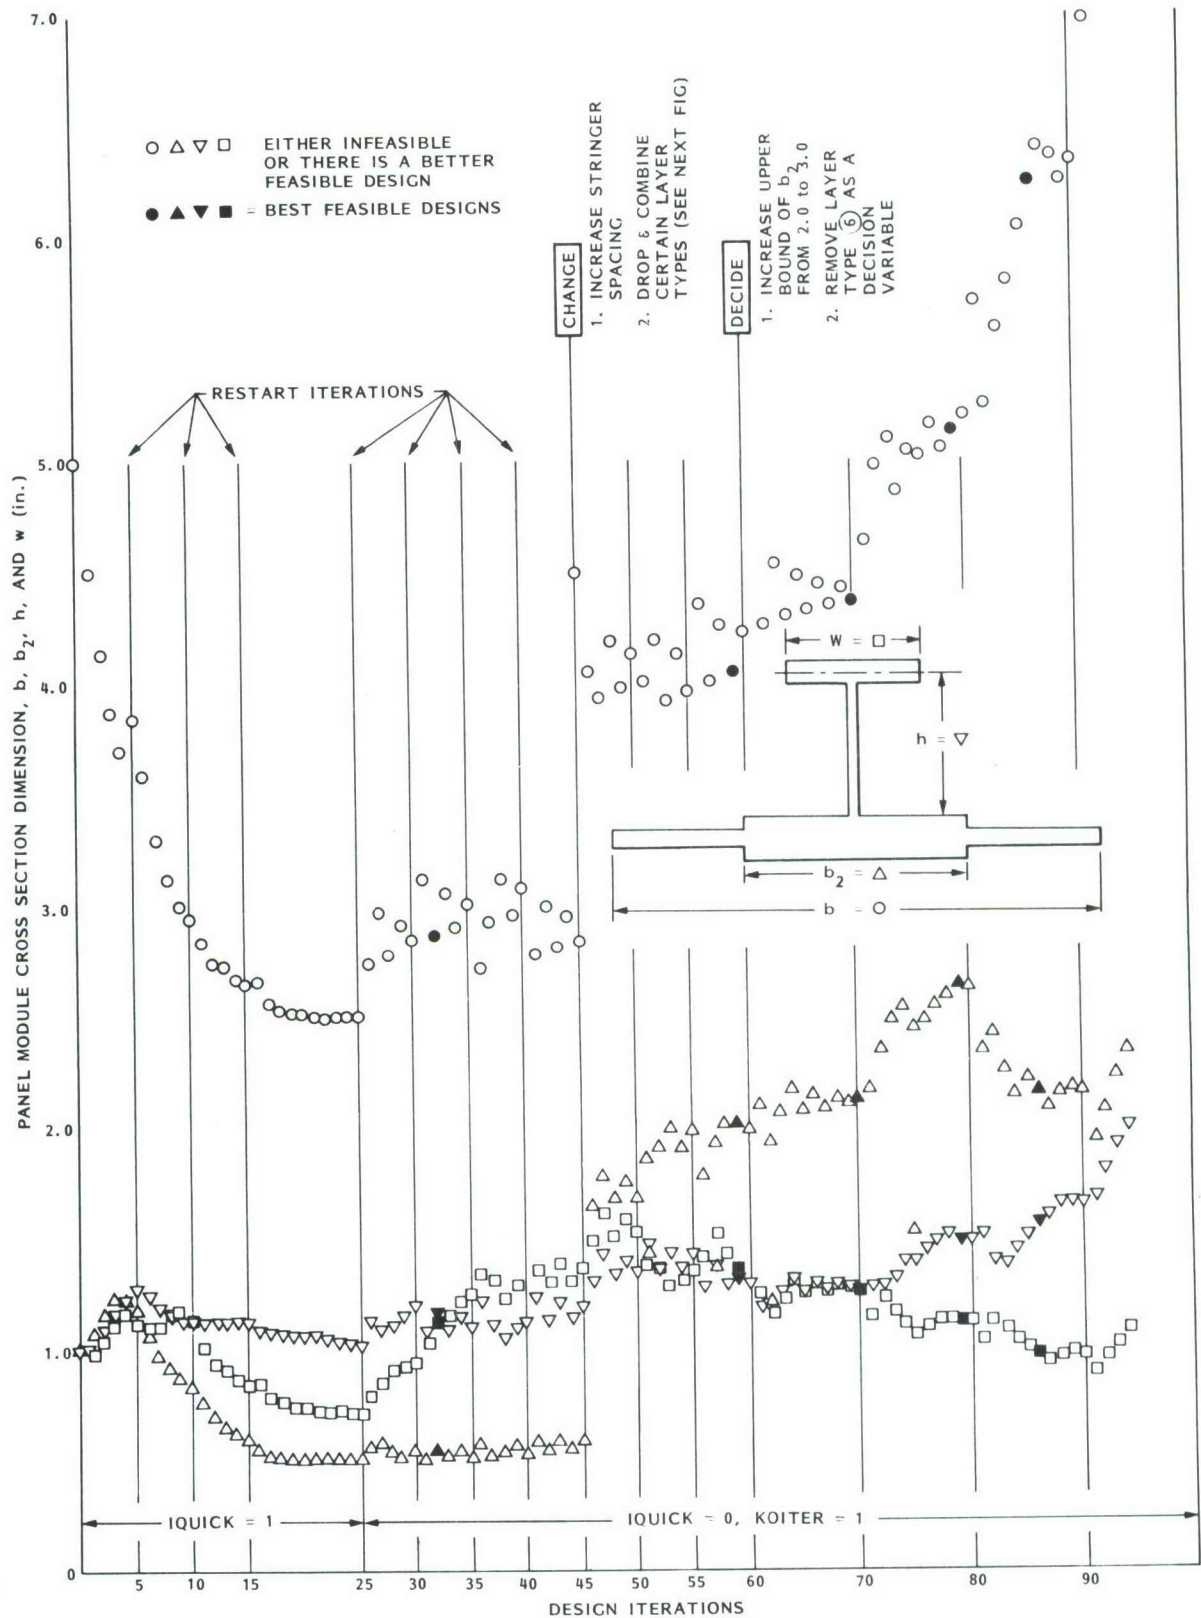 7.0
6.0
5.0
4.0
3.0
2.0
1.0
0
PANEL MODULE CROSS SECTION DIMENSION, b, b₂, h, AND w (in.)
○ △ ▽ □ EITHER INFEASIBLE
OR THERE IS A BETTER
FEASIBLE DESIGN
● ▲ ▼ ■ = BEST FEASIBLE DESIGNS
RESTART ITERATIONS
CHANGE
1. INCREASE STRINGER
SPACING
2. DROP & COMBINE
CERTAIN LAYER
TYPES (SEE NEXT FIG)
DECIDE
1. INCREASE UPPER
BOUND OF b₂
FROM 2.0 to 3.0
2. REMOVE LAYER
TYPE ⑥ AS A
DECISION
VARIABLE
W = □
h = ▽
b₂ = △
b = ○
IQUICK = 1
IQUICK = 0, KOITER = 1
5 10 15 25 30 35 40 45 50 55 60 70 80 90
DESIGN ITERATIONS